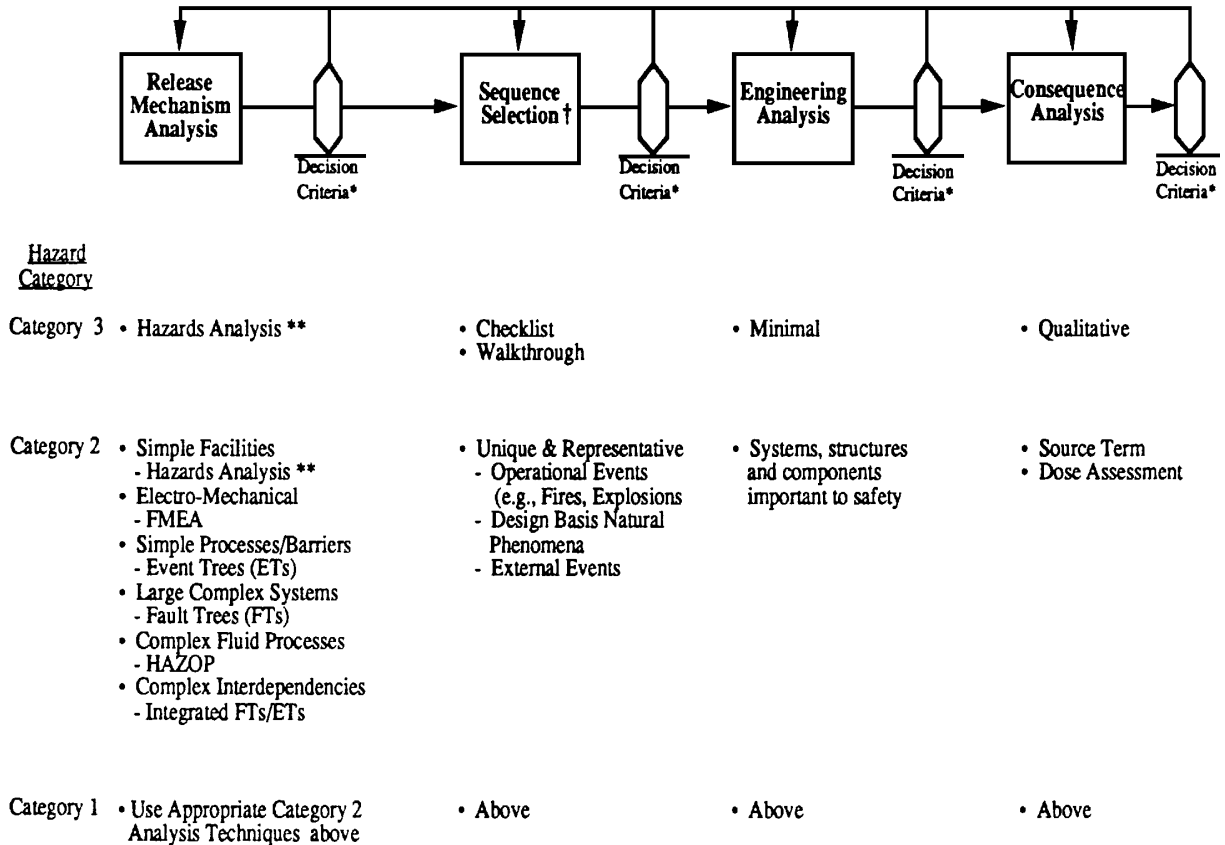 Release
Mechanism
Analysis
Sequence
Selection †
Engineering
Analysis
Consequence
Analysis
Decision
Criteria*
Decision
Criteria*
Decision
Criteria*
Decision
Criteria*
Hazard
Category
Category 3
• Hazards Analysis **
• Checklist
• Walkthrough
• Minimal
• Qualitative
Category 2
• Simple Facilities
- Hazards Analysis **
• Electro-Mechanical
- FMEA
• Simple Processes/Barriers
- Event Trees (ETs)
• Large Complex Systems
- Fault Trees (FTs)
• Complex Fluid Processes
- HAZOP
• Complex Interdependencies
- Integrated FTs/ETs
• Unique & Representative
- Operational Events
(e.g., Fires, Explosions
- Design Basis Natural
Phenomena
- External Events
• Systems, structures
and components
important to safety
• Source Term
• Dose Assessment
Category 1
• Use Appropriate Category 2
Analysis Techniques above
• Above
• Above
• Above